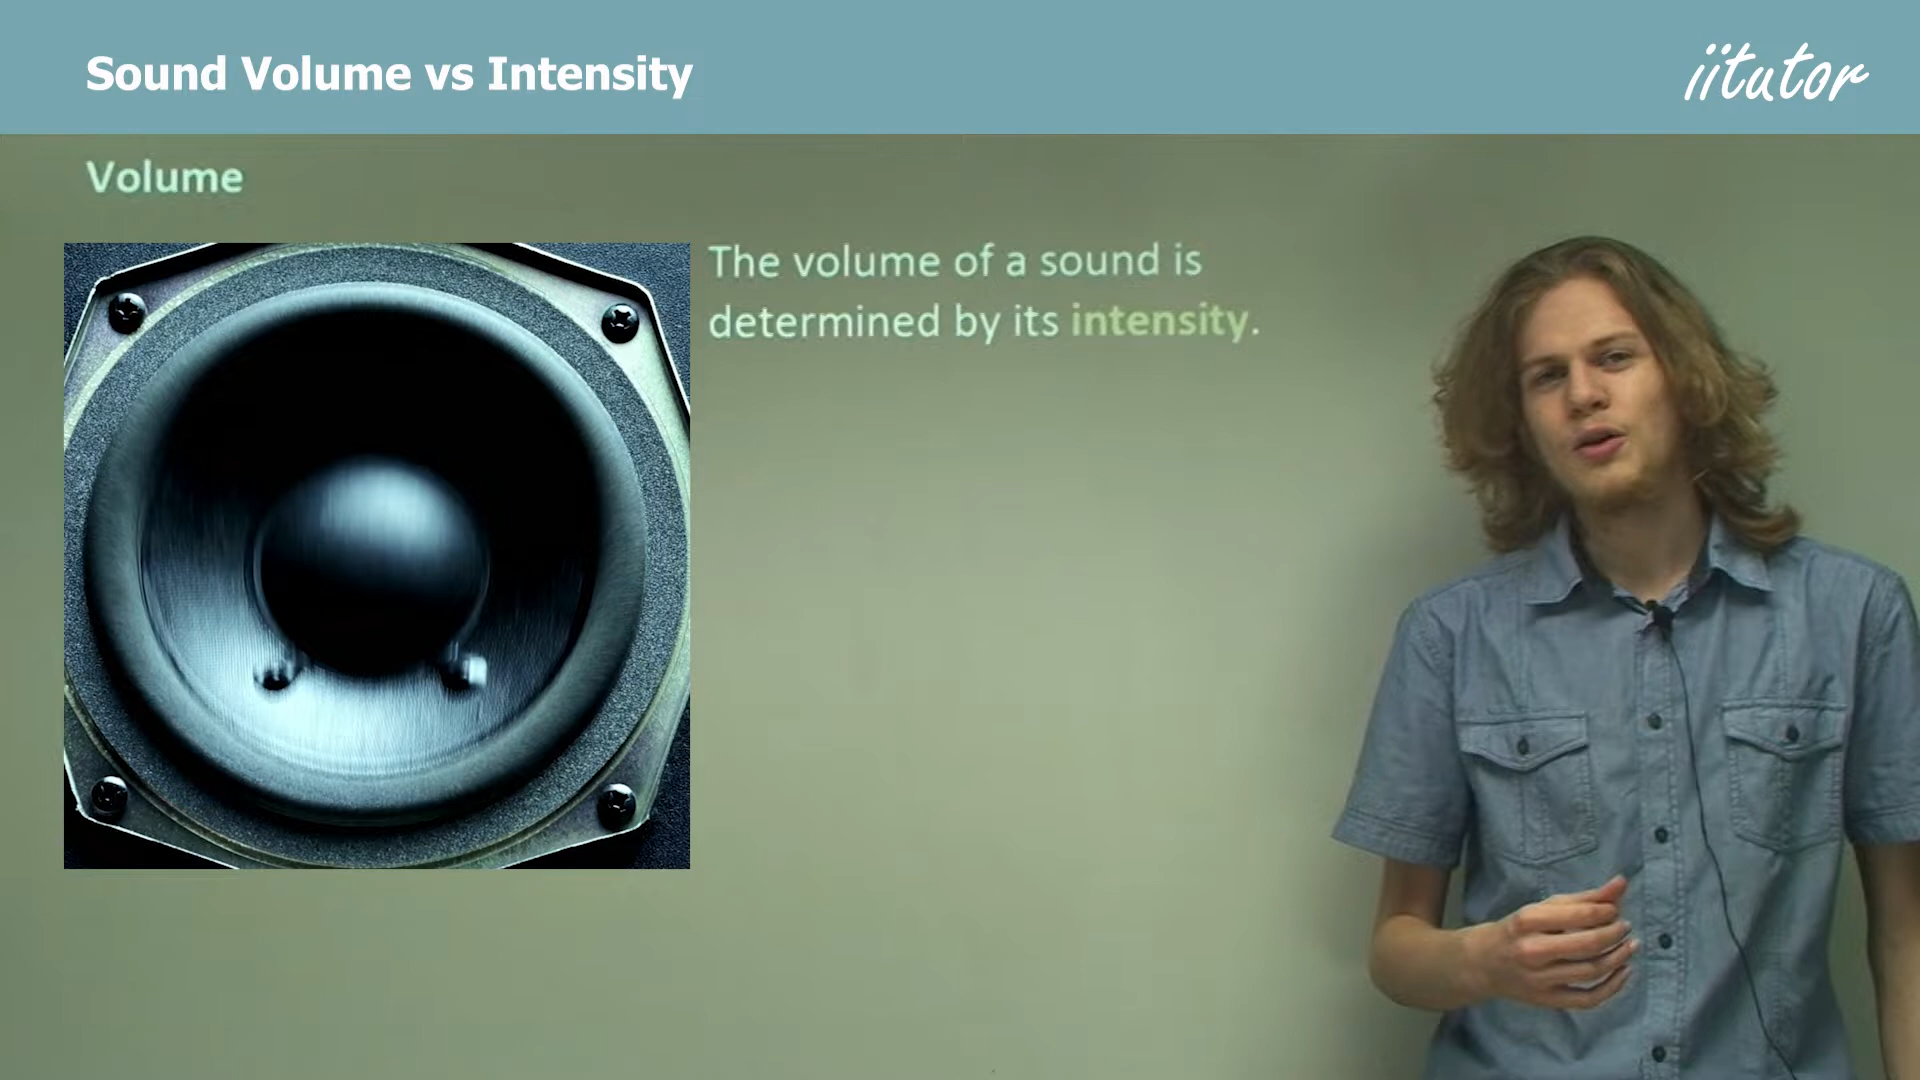 Sound Volume vs Intensity
iitutor
Volume
The volume of a sound is
determined by its intensity.